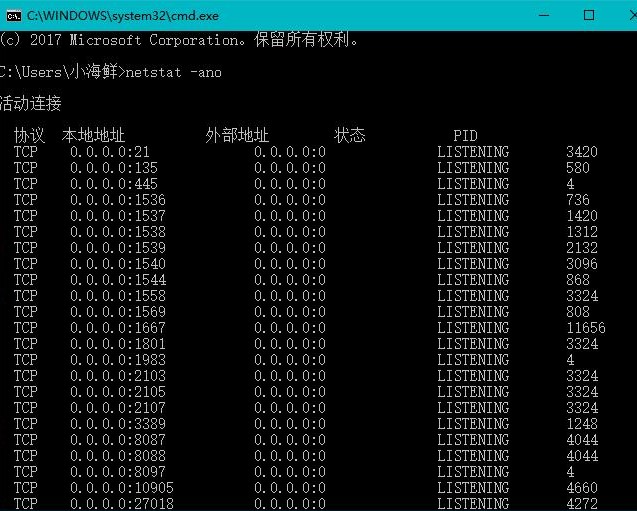 C:\WINDOWS\system32\cmd.exe
(c) 2017 Microsoft Corporation。保留所有权利。
C:\Users\小海鲜>netstat -ano
活动连接
协议 本地地址 外部地址 状态 PID
TCP 0.0.0.0:21 0.0.0.0:0 LISTENING 3420
TCP 0.0.0.0:135 0.0.0.0:0 LISTENING 580
TCP 0.0.0.0:445 0.0.0.0:0 LISTENING 4
TCP 0.0.0.0:1536 0.0.0.0:0 LISTENING 736
TCP 0.0.0.0:1537 0.0.0.0:0 LISTENING 1420
TCP 0.0.0.0:1538 0.0.0.0:0 LISTENING 1312
TCP 0.0.0.0:1539 0.0.0.0:0 LISTENING 2132
TCP 0.0.0.0:1540 0.0.0.0:0 LISTENING 3096
TCP 0.0.0.0:1544 0.0.0.0:0 LISTENING 868
TCP 0.0.0.0:1558 0.0.0.0:0 LISTENING 3324
TCP 0.0.0.0:1569 0.0.0.0:0 LISTENING 808
TCP 0.0.0.0:1667 0.0.0.0:0 LISTENING 11656
TCP 0.0.0.0:1801 0.0.0.0:0 LISTENING 3324
TCP 0.0.0.0:1983 0.0.0.0:0 LISTENING 4
TCP 0.0.0.0:2103 0.0.0.0:0 LISTENING 3324
TCP 0.0.0.0:2105 0.0.0.0:0 LISTENING 3324
TCP 0.0.0.0:2107 0.0.0.0:0 LISTENING 3324
TCP 0.0.0.0:3389 0.0.0.0:0 LISTENING 1248
TCP 0.0.0.0:8087 0.0.0.0:0 LISTENING 4044
TCP 0.0.0.0:8088 0.0.0.0:0 LISTENING 4044
TCP 0.0.0.0:8097 0.0.0.0:0 LISTENING 4
TCP 0.0.0.0:10905 0.0.0.0:0 LISTENING 4660
TCP 0.0.0.0:27018 0.0.0.0:0 LISTENING 4272